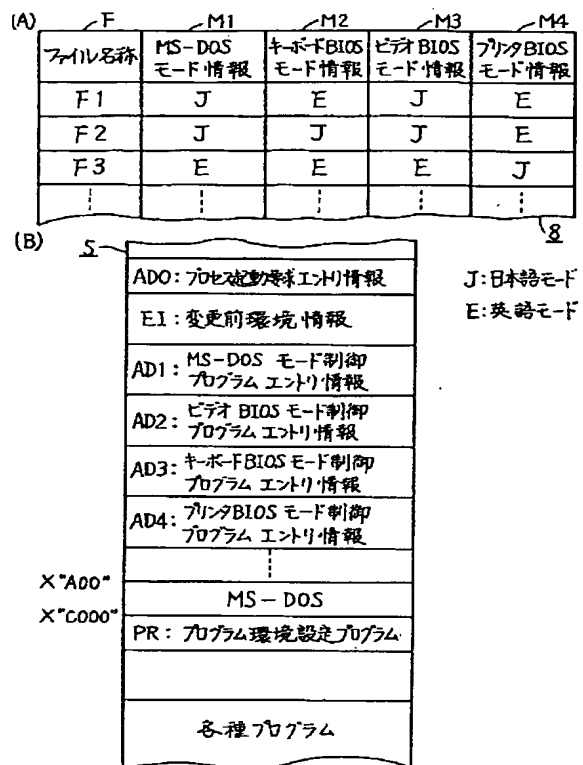 (A)
F M1 M2 M3 M4
ファイル名称 MS-DOS モード情報 キーボードBIOS モード情報 ビデオBIOS モード情報 プリンタBIOS モード情報
F1 J E J E
F2 J J J E
F3 E E E J
8
(B)
S
AD0:プロセス起動要求エントリ情報
J:日本語モード
EI:変更前環境情報
E:英語モード
AD1:MS-DOS モード制御
プログラム エントリ情報
AD2:ビデオ BIOS モード制御
プログラム エントリ情報
AD3:キーボードBIOS モード制御
プログラム エントリ情報
AD4:プリンタBIOS モード制御
プログラム エントリ情報
X"A00"
MS-DOS
X"C000"
PR:プログラム環境設定プログラム
各種プログラム